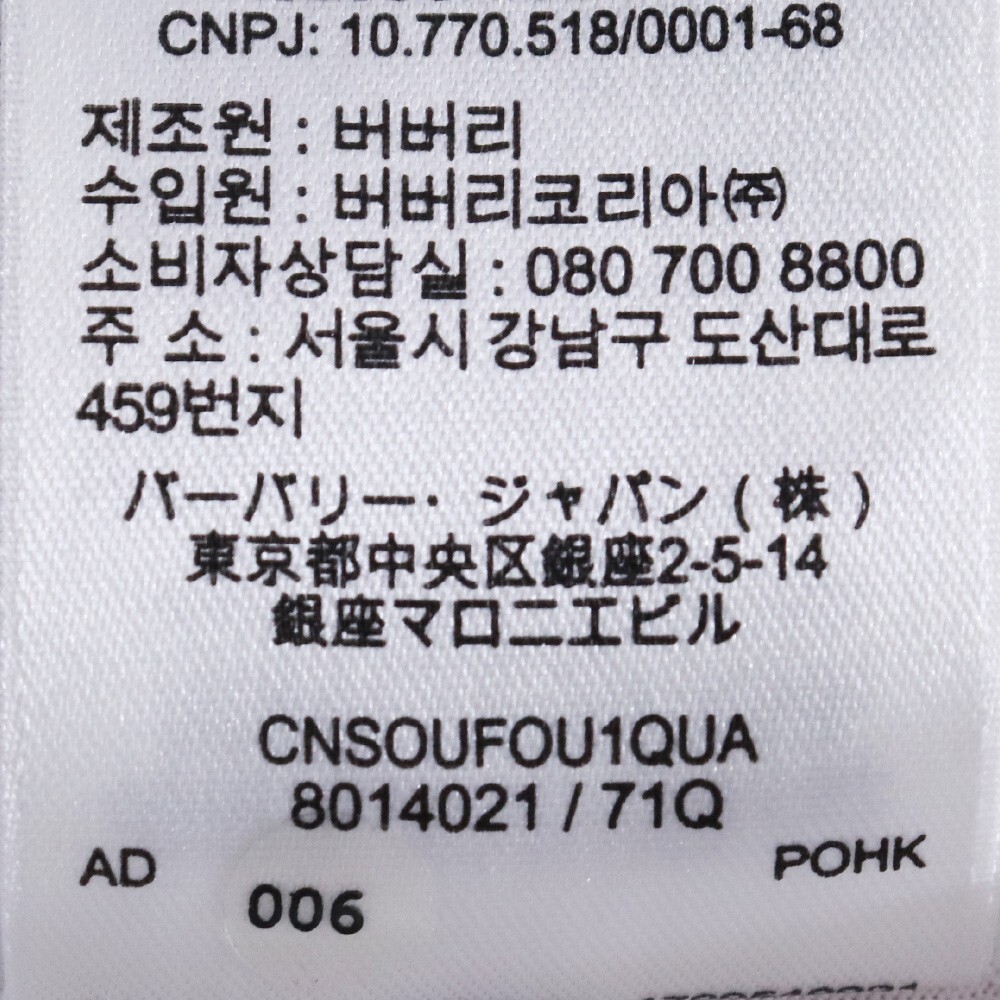 CNPJ: 10.770.518/0001-68
제조원 : 버버리
수입원 : 버버리코리아㈜
소비자상담실 : 080 700 8800
주 소 : 서울시 강남구 도산대로
459번지
バーバリー· ジャパン ( 株 )
東京都中央区銀座2-5-14
銀座マロニエビル
CNSOUFOU1QUA
8014021 / 71Q
AD
POHK
006